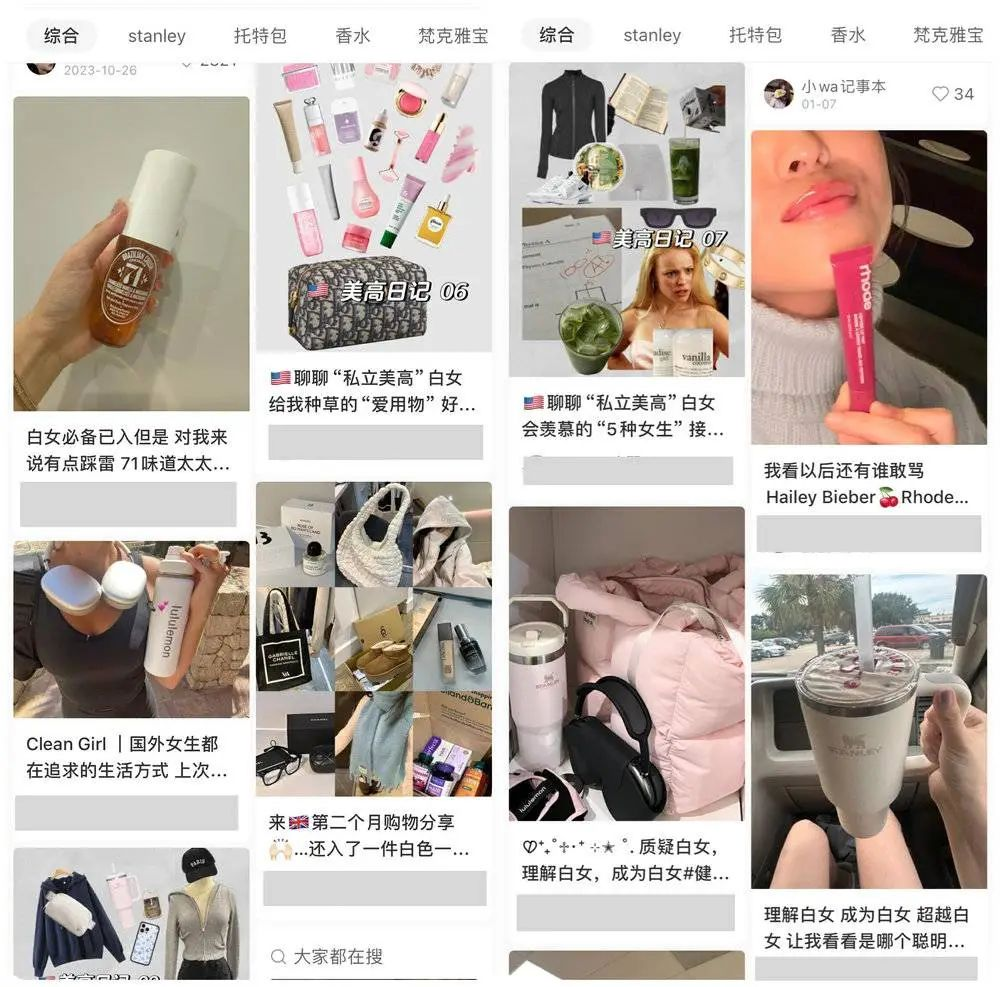 综合 stanley 托特包 香水 梵克雅宝
2023-10-26
71
🇺🇸 美高日记 06
白女必备已入但是 对我来
说有点踩雷 71味道太太...
🇺🇸聊聊“私立美高”白女
给我种草的“爱用物” 好...
lululemon
GABRIELLE
CHANEL
Clean Girl ｜国外女生都
在追求的生活方式 上次...
来🇬🇧第二个月购物分享
🙌🏻...还入了一件白色一...
PARIS
大家都在搜
综合 stanley 托特包 香水 梵克雅宝
🇺🇸美高日记 07
vanilla
🇺🇸聊聊“私立美高”白女
会羡慕的“5种女生” 接...
小wa记事本
01-07
34
rhode
我看以后还有谁敢骂
Hailey Bieber🍒Rhode...
STANLEY
lululemon
质疑白女，
理解白女，成为白女#健...
STANLEY
理解白女 成为白女 超越白
女 让我看看是哪个聪明...